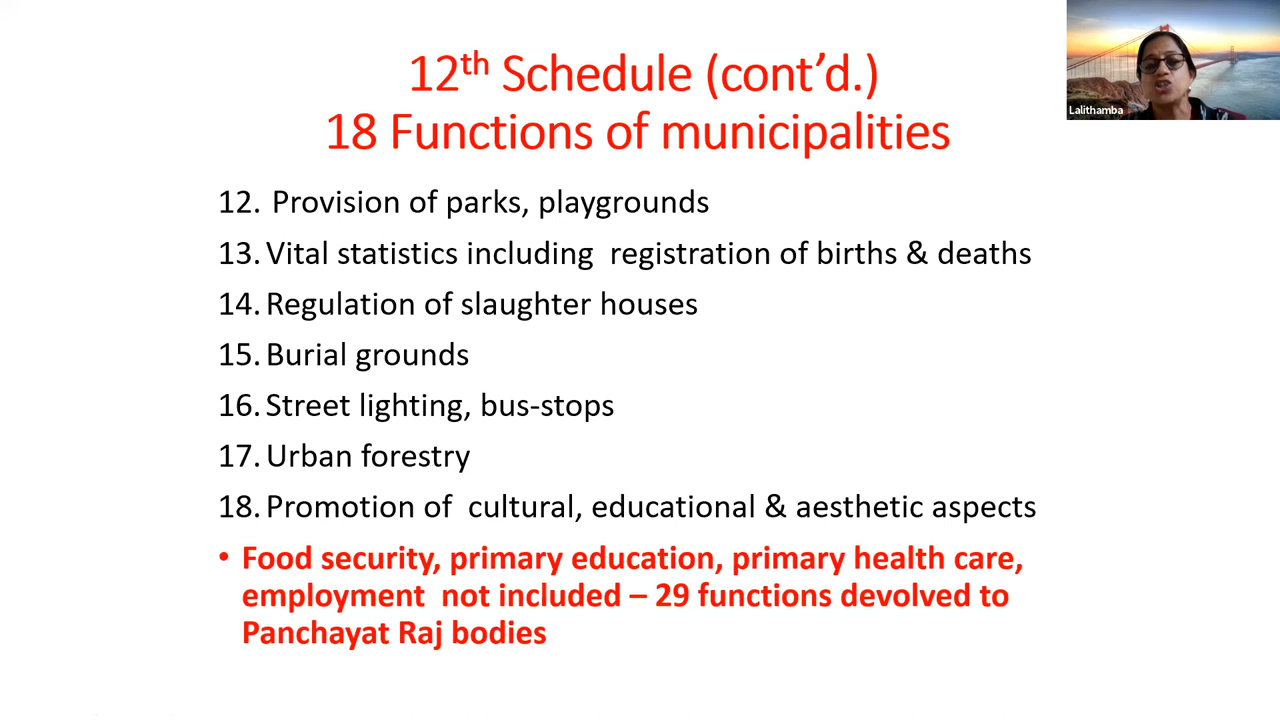 12th Schedule (cont’d.)
18 Functions of municipalities
Lalithamba
12. Provision of parks, playgrounds
13. Vital statistics including registration of births & deaths
14. Regulation of slaughter houses
15. Burial grounds
16. Street lighting, bus-stops
17. Urban forestry
18. Promotion of cultural, educational & aesthetic aspects
• Food security, primary education, primary health care,
employment not included – 29 functions devolved to
Panchayat Raj bodies